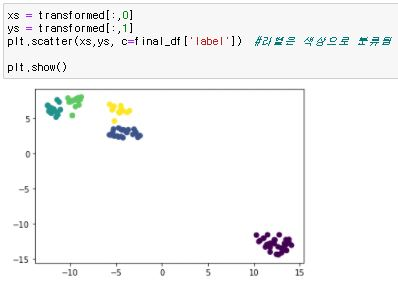 xs = transformed[:,0]
ys = transformed[:,1]
plt.scatter(xs,ys, c=final_df['label']) #라벨은 색상으로 분류됨
plt.show()
5
0
-5
-10
-15
-10 -5 0 5 10 15